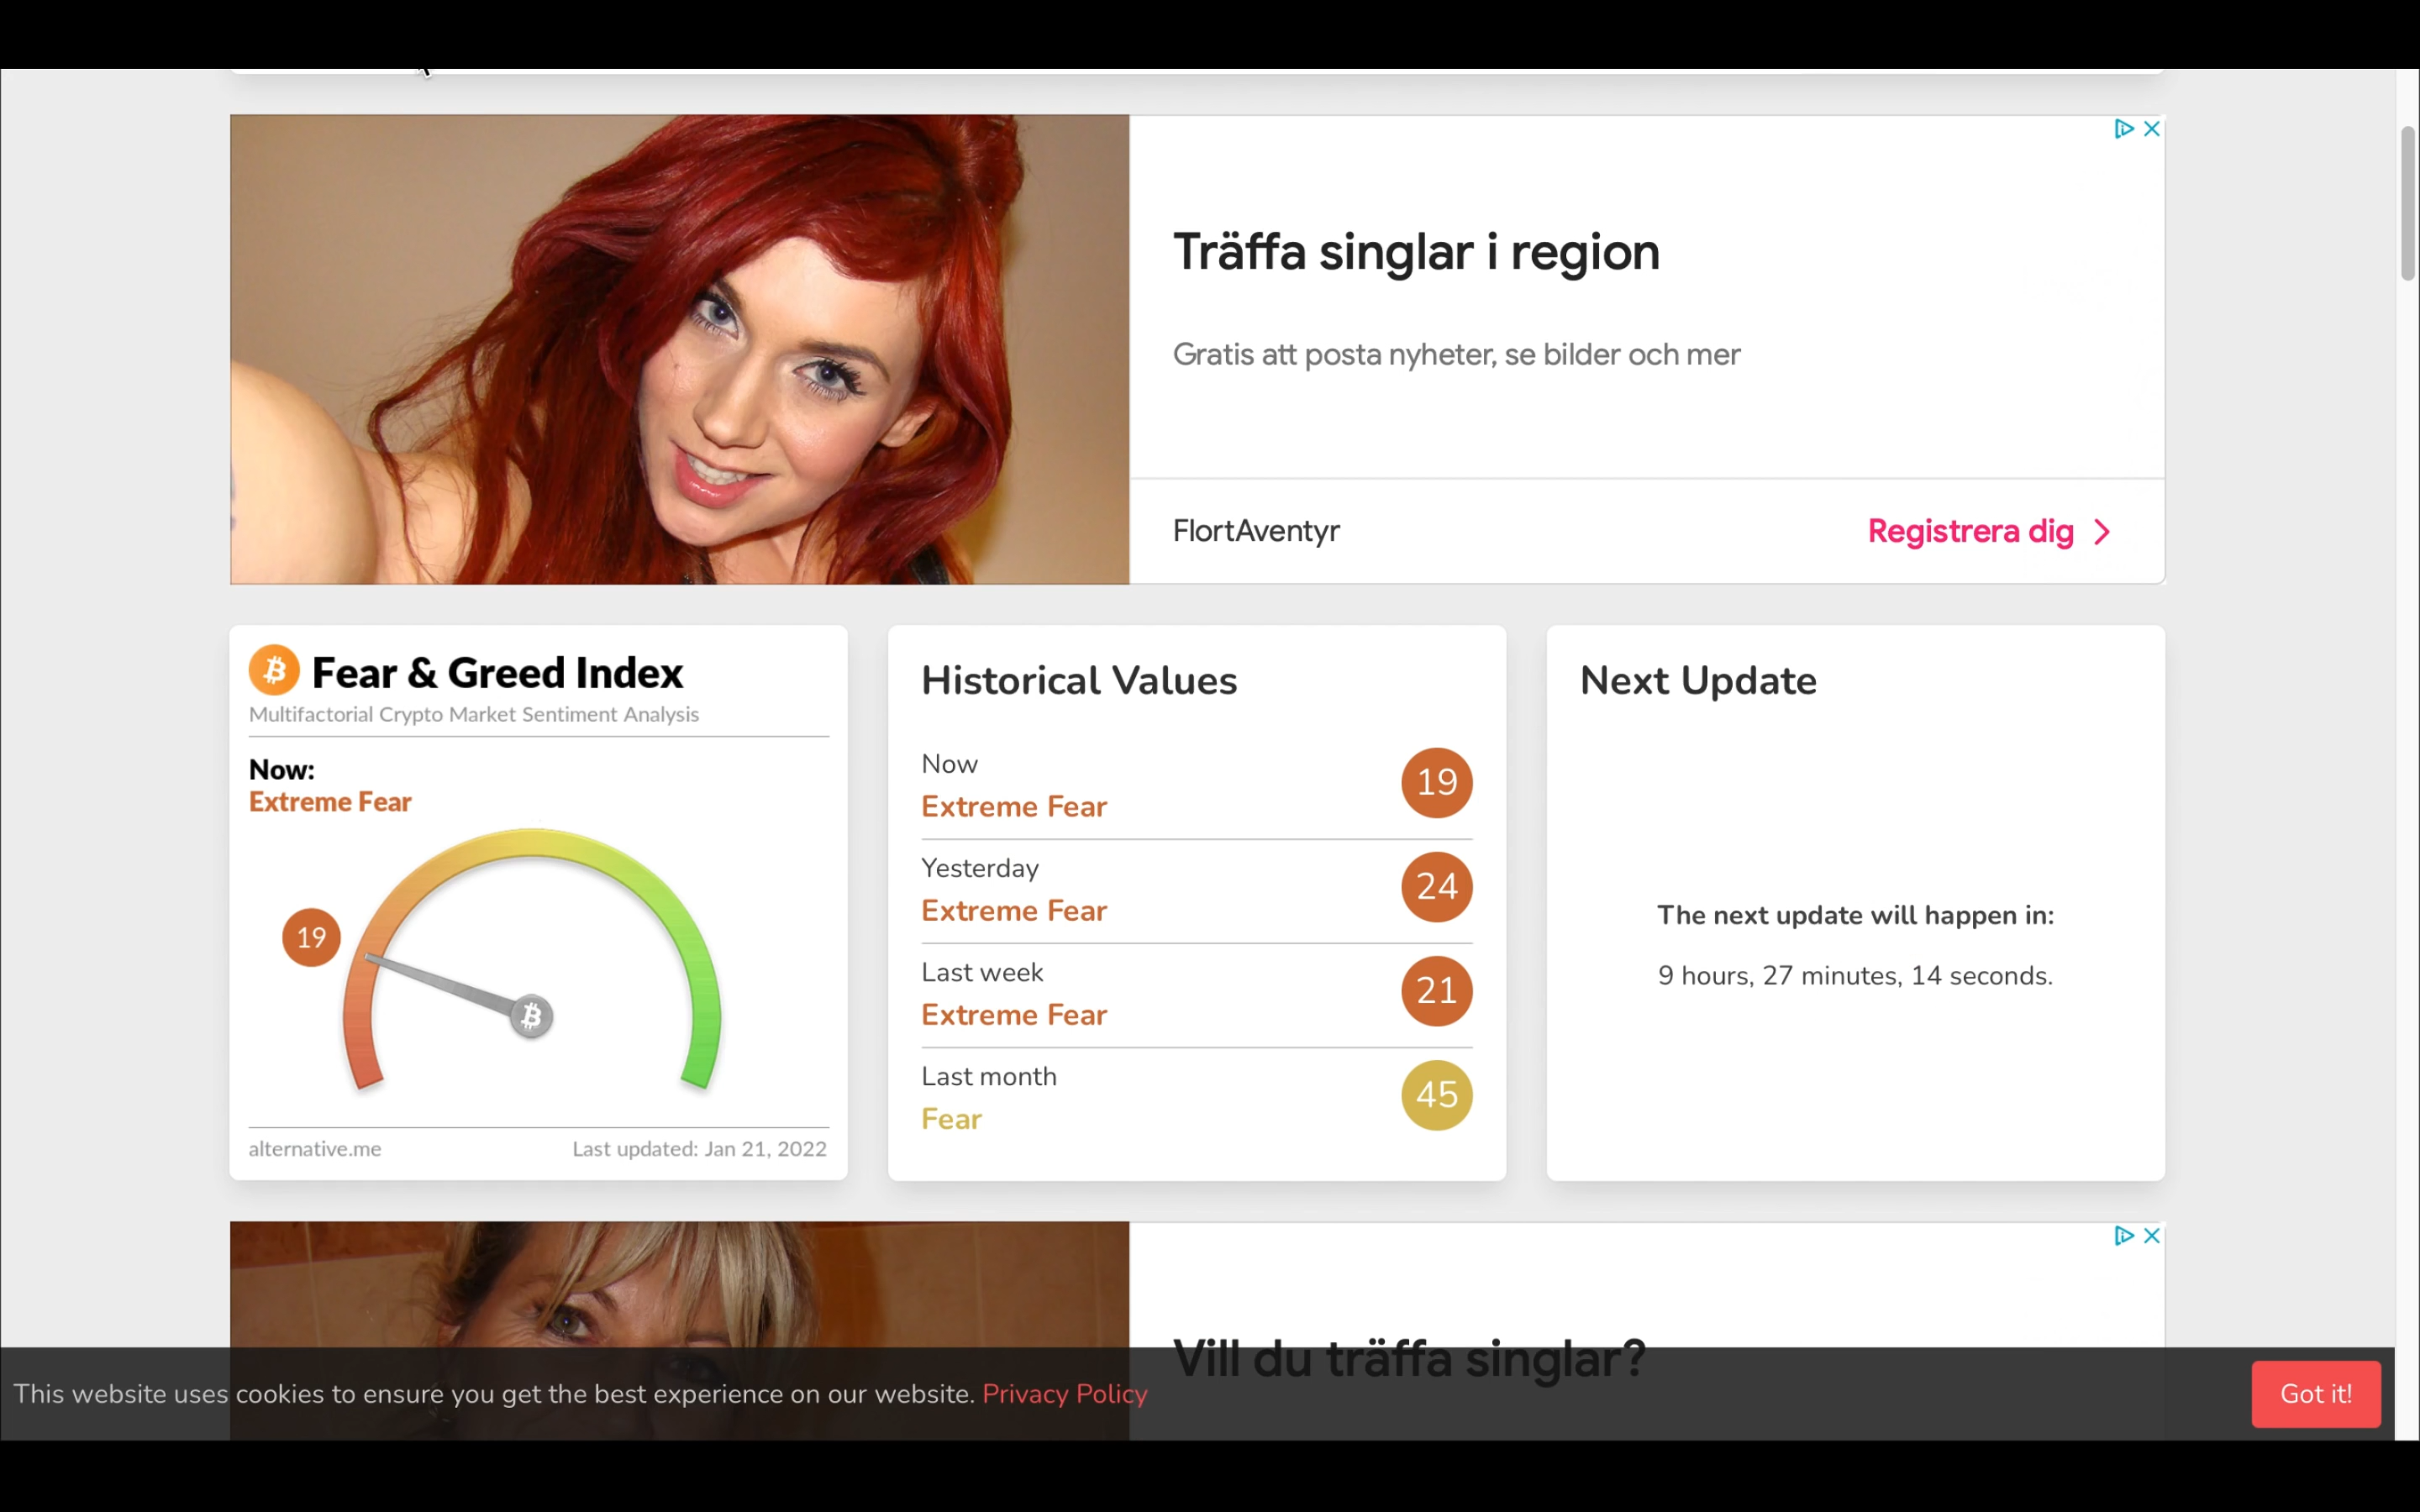 Träffa singlar i region
Gratis att posta nyheter, se bilder och mer
FlortAventyr
Registrera dig
Fear & Greed Index
Multifactorial Crypto Market Sentiment Analysis
Now:
Extreme Fear
19
alternative.me
Last updated: Jan 21, 2022
Historical Values
Now
Extreme Fear
19
Yesterday
Extreme Fear
24
Last week
Extreme Fear
21
Last month
Fear
45
Next Update
The next update will happen in:
9 hours, 27 minutes, 14 seconds.
Vill du träffa singlar?
This website uses cookies to ensure you get the best experience on our website. Privacy Policy
Got it!